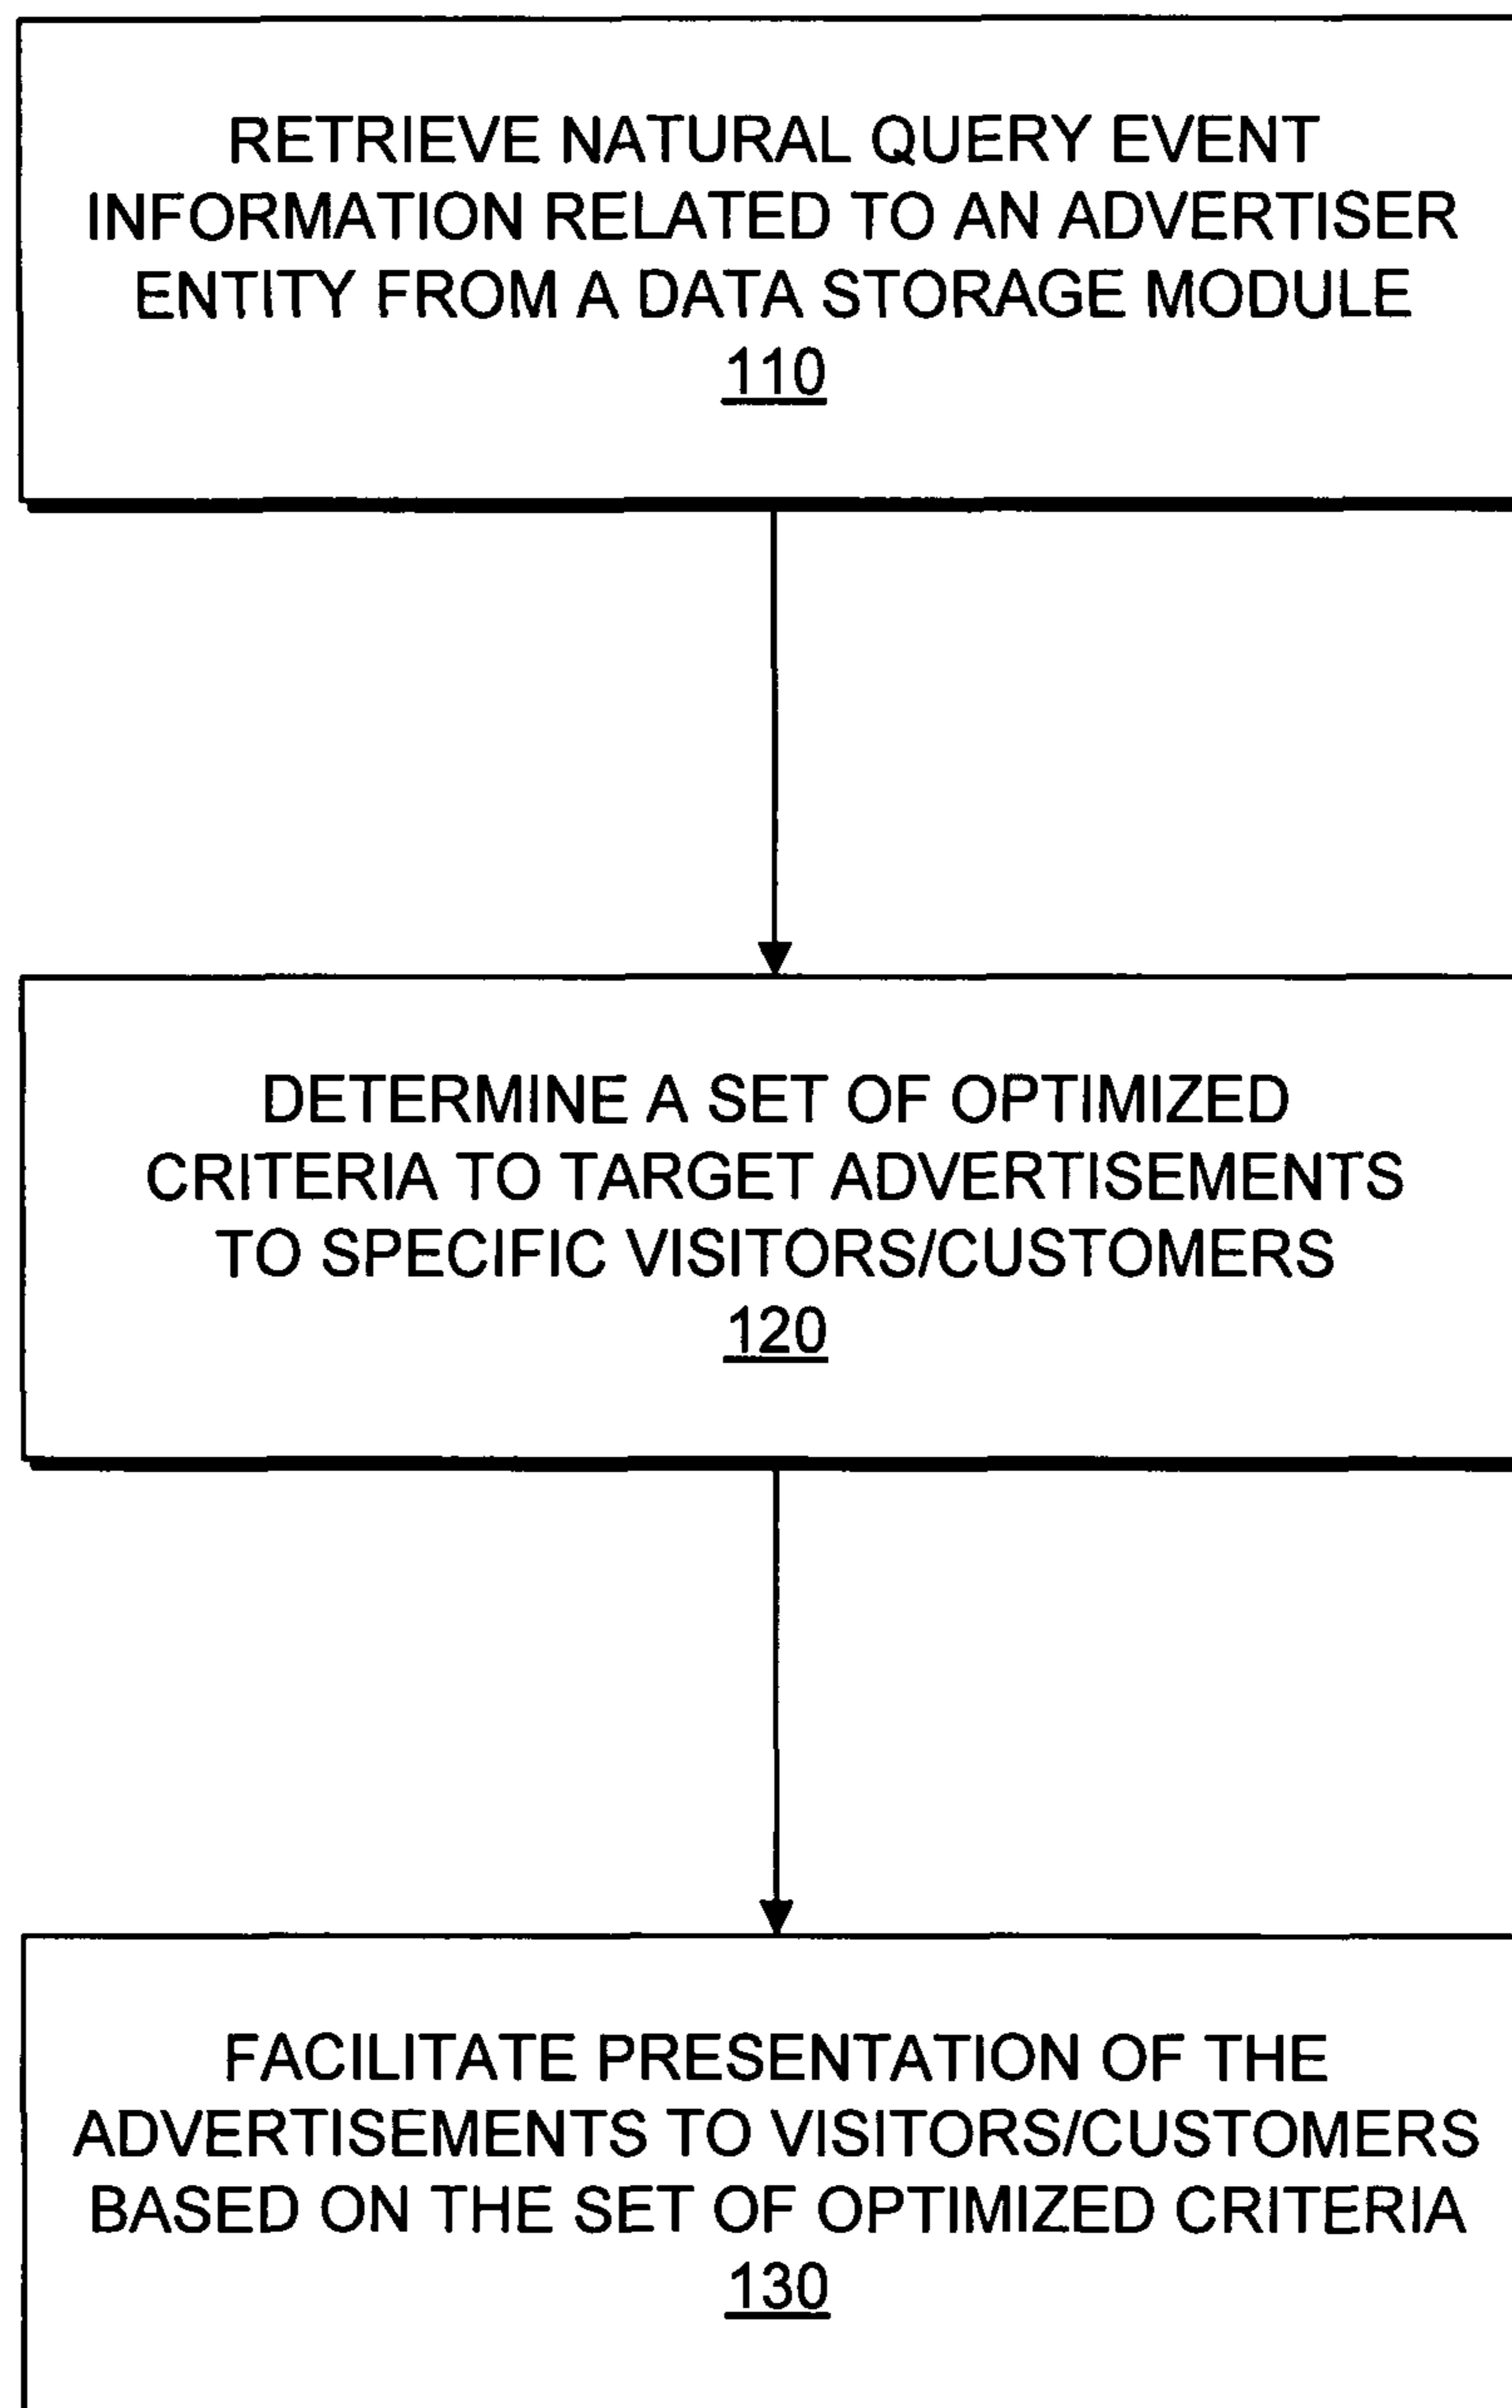 RETRIEVE NATURAL QUERY EVENT
INFORMATION RELATED TO AN ADVERTISER
ENTITY FROM A DATA STORAGE MODULE
110
DETERMINE A SET OF OPTIMIZED
CRITERIA TO TARGET ADVERTISEMENTS
TO SPECIFIC VISITORS/CUSTOMERS
120
FACILITATE PRESENTATION OF THE
ADVERTISEMENTS TO VISITORS/CUSTOMERS
BASED ON THE SET OF OPTIMIZED CRITERIA
130